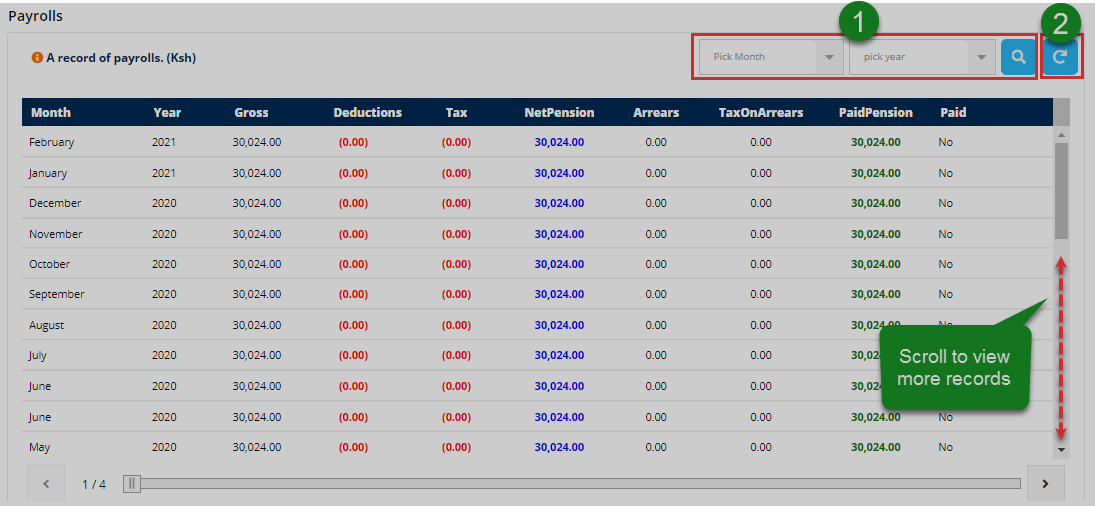 Payrolls
1
2
A record of payrolls. (Ksh)
Pick Month
pick year
Month Year Gross Deductions Tax NetPension Arrears TaxOnArrears PaidPension Paid
February 2021 30,024.00 (0.00) (0.00) 30,024.00 0.00 0.00 30,024.00 No
January 2021 30,024.00 (0.00) (0.00) 30,024.00 0.00 0.00 30,024.00 No
December 2020 30,024.00 (0.00) (0.00) 30,024.00 0.00 0.00 30,024.00 No
November 2020 30,024.00 (0.00) (0.00) 30,024.00 0.00 0.00 30,024.00 No
October 2020 30,024.00 (0.00) (0.00) 30,024.00 0.00 0.00 30,024.00 No
September 2020 30,024.00 (0.00) (0.00) 30,024.00 0.00 0.00 30,024.00 No
August 2020 30,024.00 (0.00) (0.00) 30,024.00 0.00 0.00 30,024.00 No
July 2020 30,024.00 (0.00) (0.00) 30,024.00 0.00 0.00
June 2020 30,024.00 (0.00) (0.00) 30,024.00 0.00 0.00
June 2020 30,024.00 (0.00) (0.00) 30,024.00 0.00 0.00
May 2020 30,024.00 (0.00) (0.00) 30,024.00 0.00 0.00 30,024.00 No
Scroll to view
more records
1 / 4